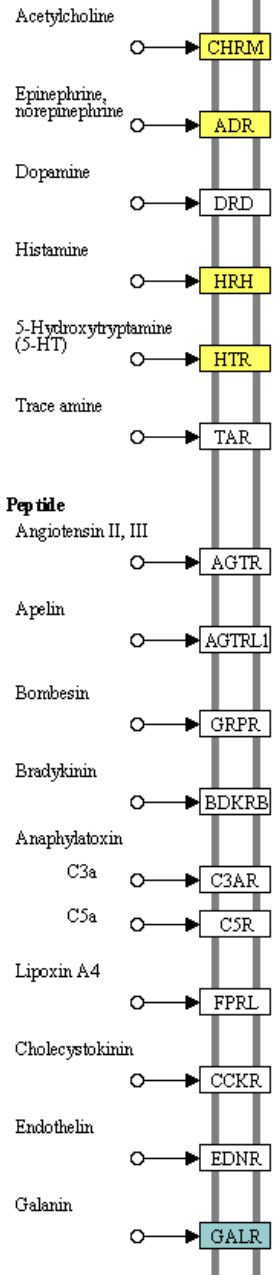 Acetylcholine
CHRM
Epinephrine,
norepinephrine
ADR
Dopamine
DRD
Histamine
HRH
5-Hydroxytryptamine
(5-HT)
HTR
Trace amine
TAR
Peptide
Angiotensin II, III
AGTR
Apelin
AGTRL1
Bombesin
GRPR
Bradykinin
BDKRB
Anaphylatoxin
C3a
C3AR
C5a
C5R
Lipoxin A4
FPRL
Cholecystokinin
CCKR
Endothelin
EDNR
Galanin
GALR